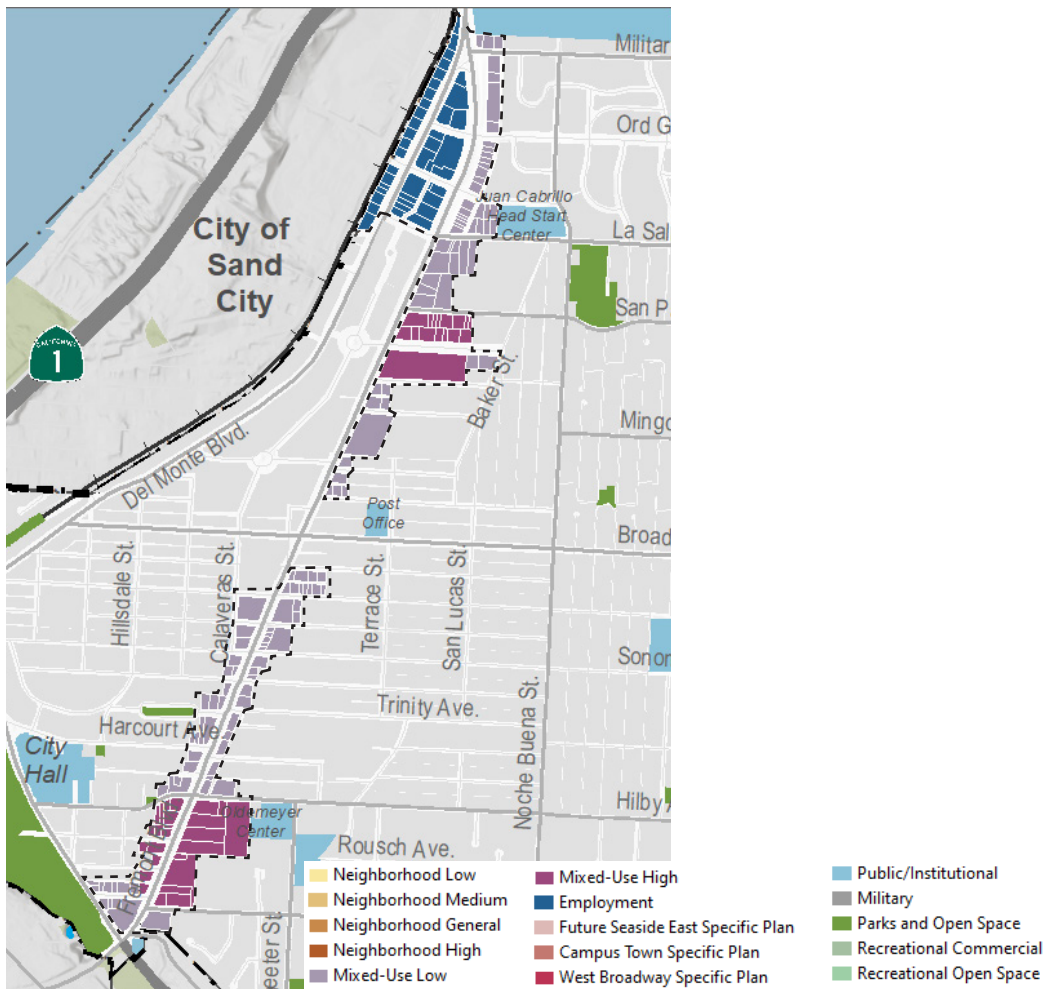 Militar
Ord G
Juan Cabrillo
Head Start
Center
La Sal
City of
Sand
City
San P
CALIFORNIA
1
Baker St.
Mingo
Del Monte Blvd.
Post
Office
Broad
Hillsdale St.
Calaveras St.
Terrace St.
San Lucas St.
Sonor
Noche Buena St.
Trinity Ave.
Harcourt Ave.
City
Hall
Hilby A
Oldemeyer
Center
Rousch Ave.
eeter St
Neighborhood Low
Neighborhood Medium
Neighborhood General
Neighborhood High
Mixed-Use Low
Mixed-Use High
Employment
Future Seaside East Specific Plan
Campus Town Specific Plan
West Broadway Specific Plan
Public/Institutional
Military
Parks and Open Space
Recreational Commercial
Recreational Open Space